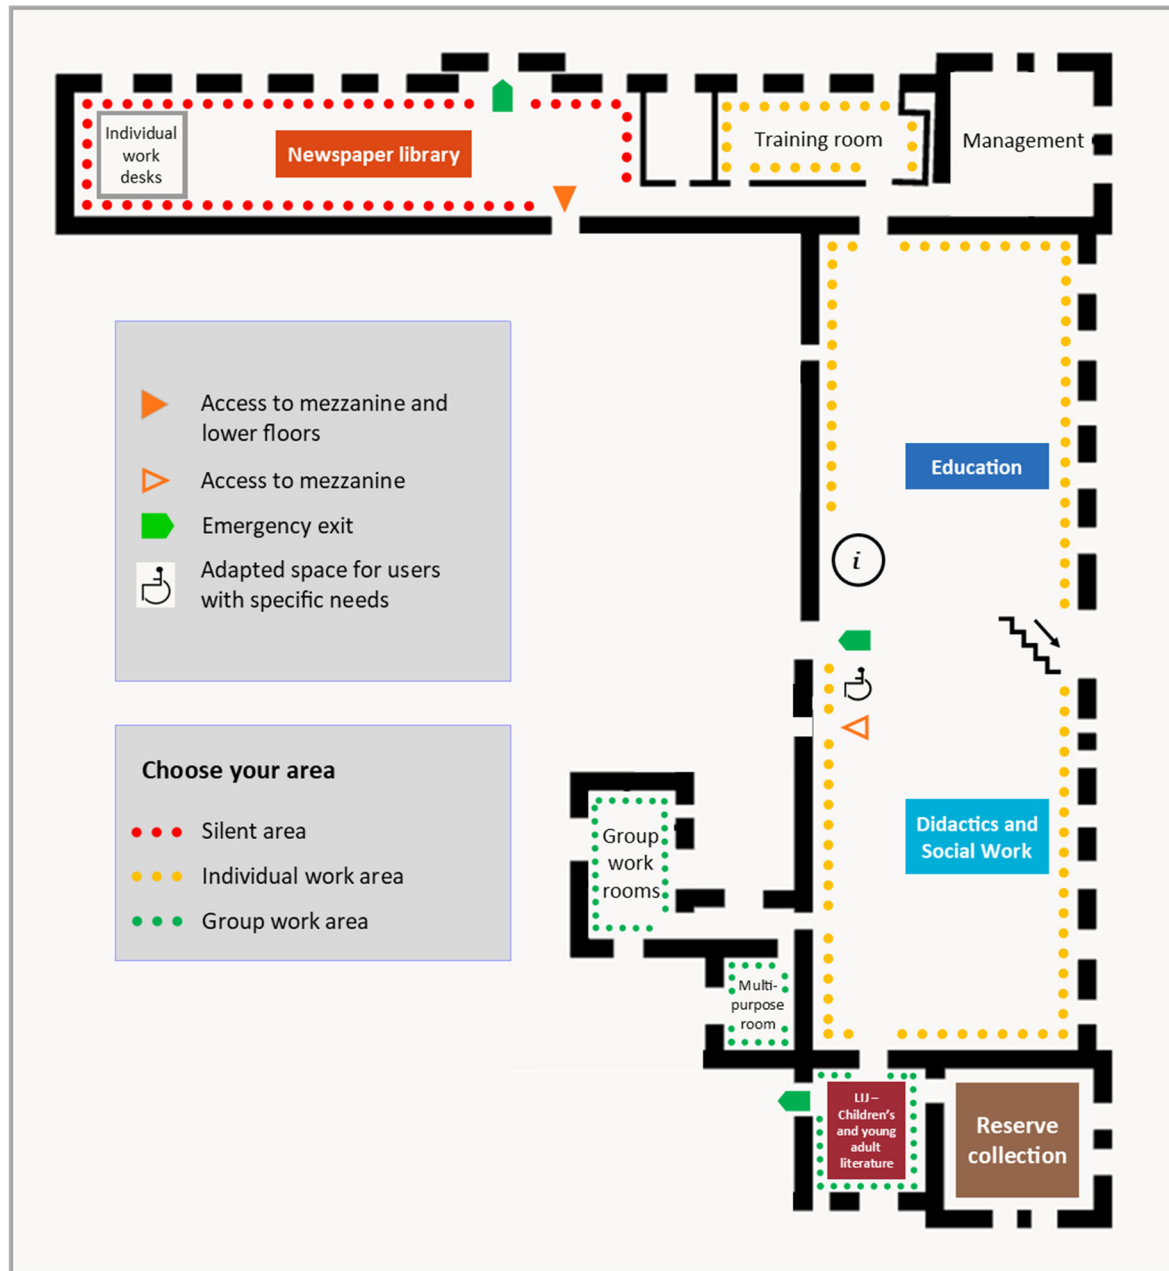 Individual
work
desks
Newspaper library
Training room
Management
Access to mezzanine and
lower floors
Access to mezzanine
Emergency exit
Adapted space for users
with specific needs
Education
i
Choose your area
Silent area
Individual work area
Group work area
Group
work
rooms
Didactics and
Social Work
Multi-
purpose
room
LIJ –
Children's
and young
adult
literature
Reserve
collection